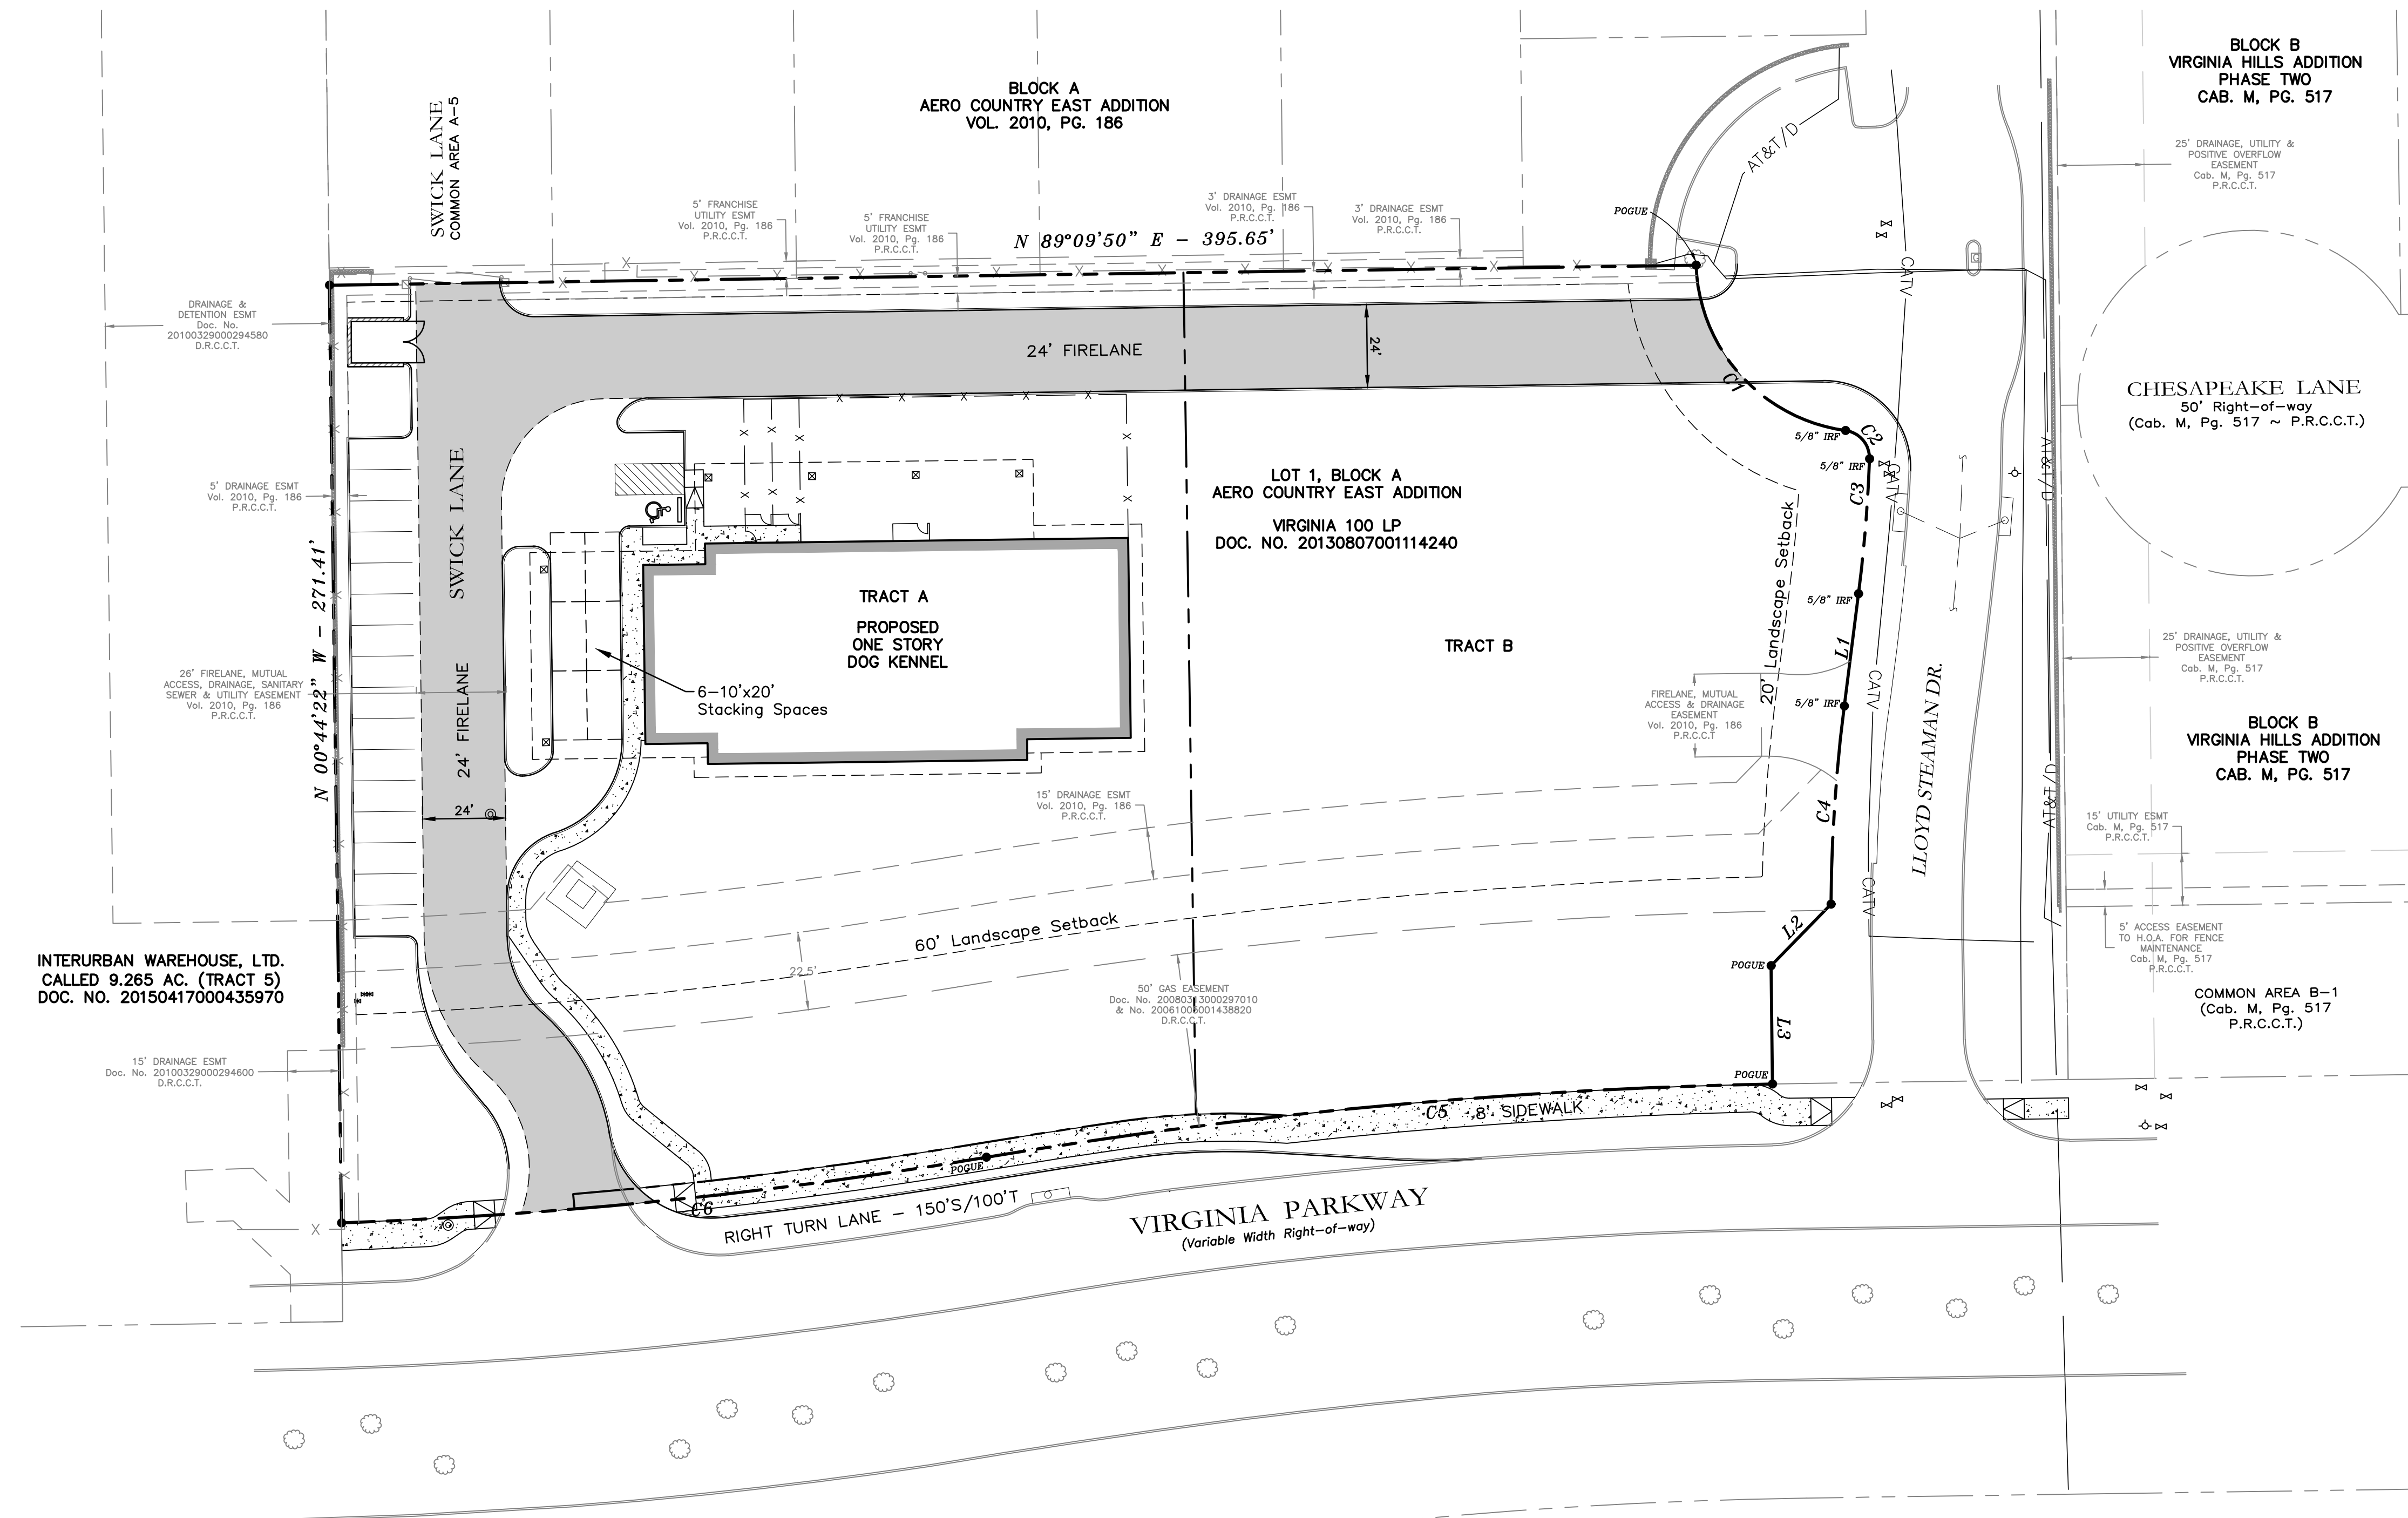 BLOCK A
AERO COUNTRY EAST ADDITION
VOL. 2010, PG. 186
BLOCK B
VIRGINIA HILLS ADDITION
PHASE TWO
CAB. M, PG. 517
SWICK LANE
COMMON AREA A-5
AT&T/D
25' DRAINAGE, UTILITY &
POSITIVE OVERFLOW
EASEMENT
Cab. M, Pg. 517
P.R.C.C.T.
5' FRANCHISE
UTILITY ESMT
Vol. 2010, Pg. 186
P.R.C.C.T.
5' FRANCHISE
UTILITY ESMT
Vol. 2010, Pg. 186
P.R.C.C.T.
3' DRAINAGE ESMT
Vol. 2010, Pg. 186
P.R.C.C.T.
3' DRAINAGE ESMT
Vol. 2010, Pg. 186
P.R.C.C.T.
POGUE
N 89°09'50" E - 395.65'
CATV
DRAINAGE &
DETENTION ESMT
Doc. No.
20100329000294580
D.R.C.C.T.
24' FIRELANE
24'
C1
CHESAPEAKE LANE
50' Right-of-way
(Cab. M, Pg. 517 ~ P.R.C.C.T.)
5/8" IRF
C2
5/8" IRF
C3
CATV
AT&T/D
5' DRAINAGE ESMT
Vol. 2010, Pg. 186
P.R.C.C.T.
SWICK LANE
LOT 1, BLOCK A
AERO COUNTRY EAST ADDITION
VIRGINIA 100 LP
DOC. NO. 20130807001114240
N 00°44'22" W - 271.41'
TRACT A
PROPOSED
ONE STORY
DOG KENNEL
TRACT B
20' Landscape Setback
5/8" IRF
L1
5/8" IRF
CATV
LLOYD STEAMAN DR.
25' DRAINAGE, UTILITY &
POSITIVE OVERFLOW
EASEMENT
Cab. M, Pg. 517
P.R.C.C.T.
26' FIRELANE, MUTUAL
ACCESS, DRAINAGE, SANITARY
SEWER & UTILITY EASEMENT
Vol. 2010, Pg. 186
P.R.C.C.T.
24' FIRELANE
6-10'x20'
Stacking Spaces
FIRELANE, MUTUAL
ACCESS & DRAINAGE
EASEMENT
Vol. 2010, Pg. 186
P.R.C.C.T
BLOCK B
VIRGINIA HILLS ADDITION
PHASE TWO
CAB. M, PG. 517
24'
15' DRAINAGE ESMT
Vol. 2010, Pg. 186
P.R.C.C.T.
C4
AT&T/D
15' UTILITY ESMT
Cab. M, Pg. 517
P.R.C.C.T.
CATV
60' Landscape Setback
L2
5' ACCESS EASEMENT
TO H.O.A. FOR FENCE
MAINTENANCE
Cab. M, Pg. 517
P.R.C.C.T.
INTERURBAN WAREHOUSE, LTD.
CALLED 9.265 AC. (TRACT 5)
DOC. NO. 20150417000435970
22.5'
POGUE
50' GAS EASEMENT
Doc. No. 20080313000297010
& No. 20061006001438820
D.R.C.C.T.
L3
COMMON AREA B-1
(Cab. M, Pg. 517
P.R.C.C.T.)
15' DRAINAGE ESMT
Doc. No. 20100329000294600
D.R.C.C.T.
POGUE
C5
8' SIDEWALK
POGUE
C6
RIGHT TURN LANE - 150'S/100'T
VIRGINIA PARKWAY
(Variable Width Right-of-way)